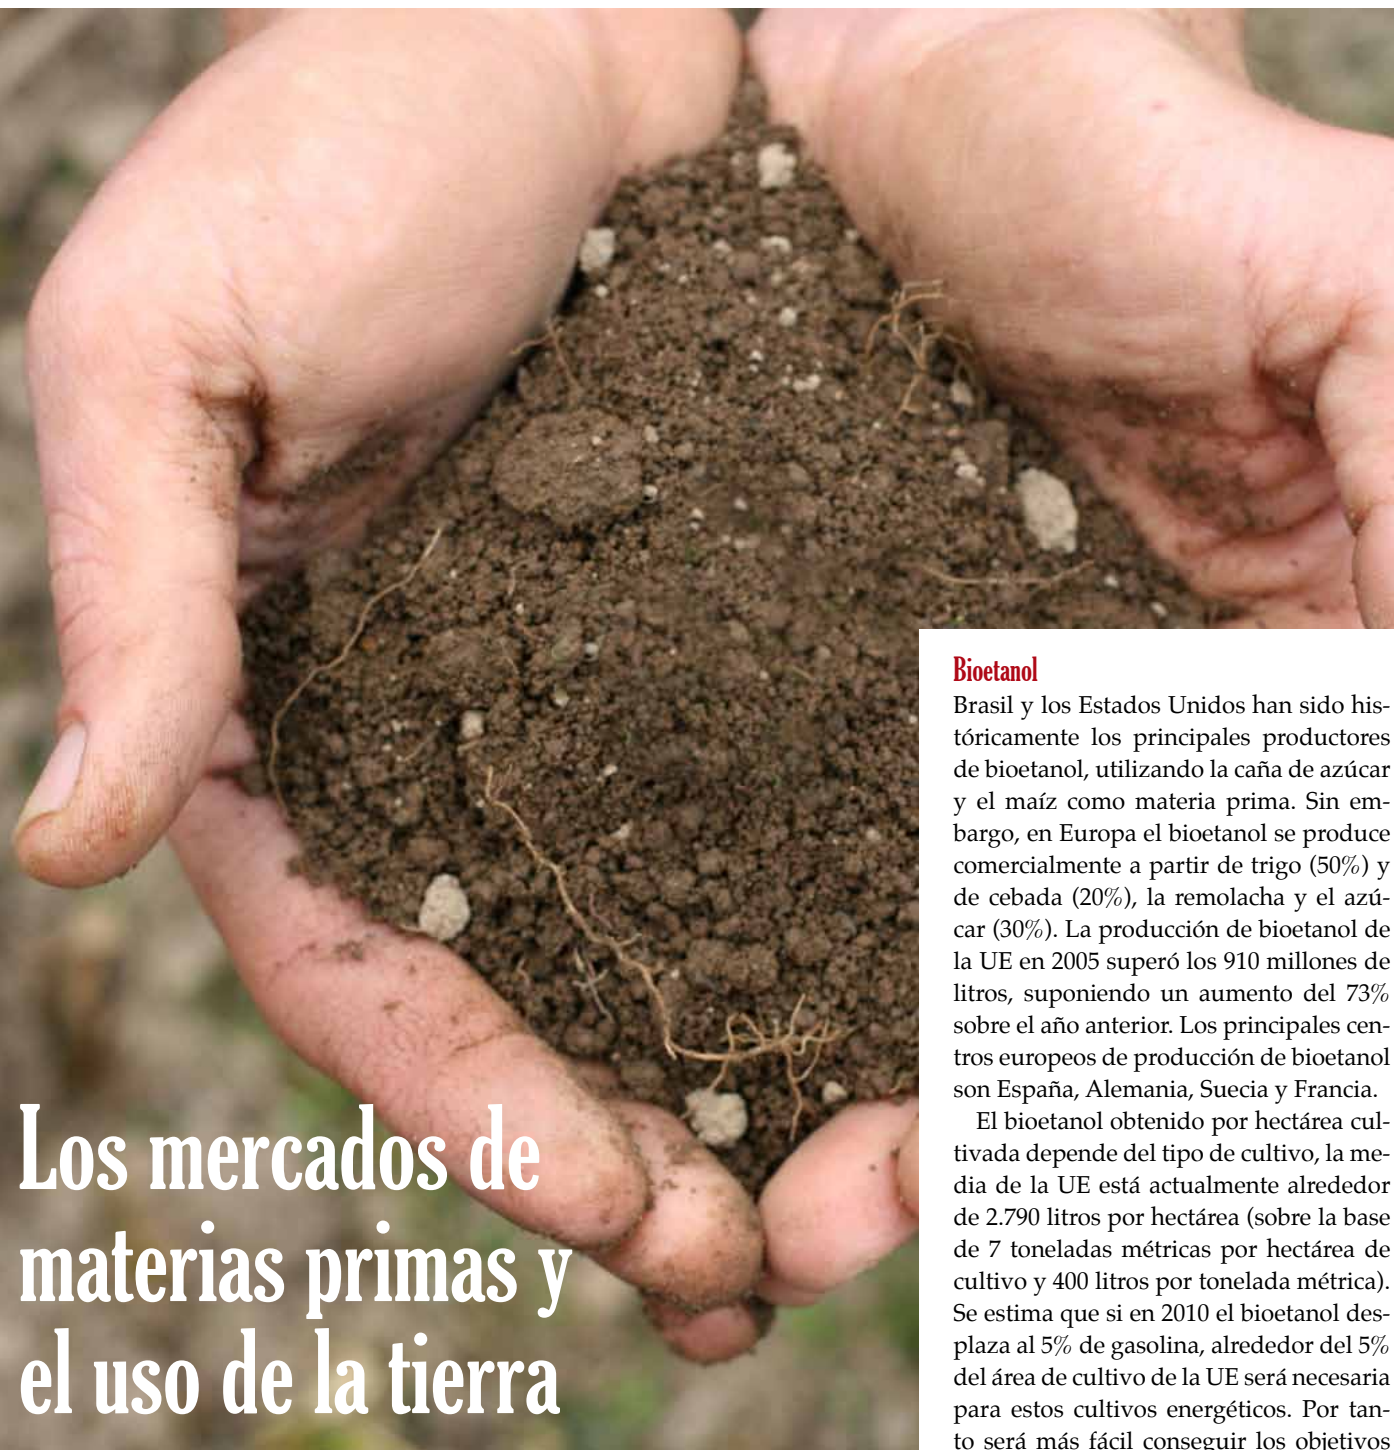 Los mercados de
materias primas y
el uso de la tierra
Bioetanol
Brasil y los Estados Unidos han sido his-
tóricamente los principales productores
de bioetanol, utilizando la caña de azúcar
y el maíz como materia prima. Sin em-
bargo, en Europa el bioetanol se produce
comercialmente a partir de trigo (50%) y
de cebada (20%), la remolacha y el azú-
car (30%). La producción de bioetanol de
la UE en 2005 superó los 910 millones de
litros, suponiendo un aumento del 73%
sobre el año anterior. Los principales cen-
tros europeos de producción de bioetanol
son España, Alemania, Suecia y Francia.
El bioetanol obtenido por hectárea cul-
tivada depende del tipo de cultivo, la me-
dia de la UE está actualmente alrededor
de 2.790 litros por hectárea (sobre la base
de 7 toneladas métricas por hectárea de
cultivo y 400 litros por tonelada métrica).
Se estima que si en 2010 el bioetanol des-
plaza al 5% de gasolina, alrededor del 5%
del área de cultivo de la UE será necesaria
para estos cultivos energéticos. Por tan-
to será más fácil conseguir los objetivos